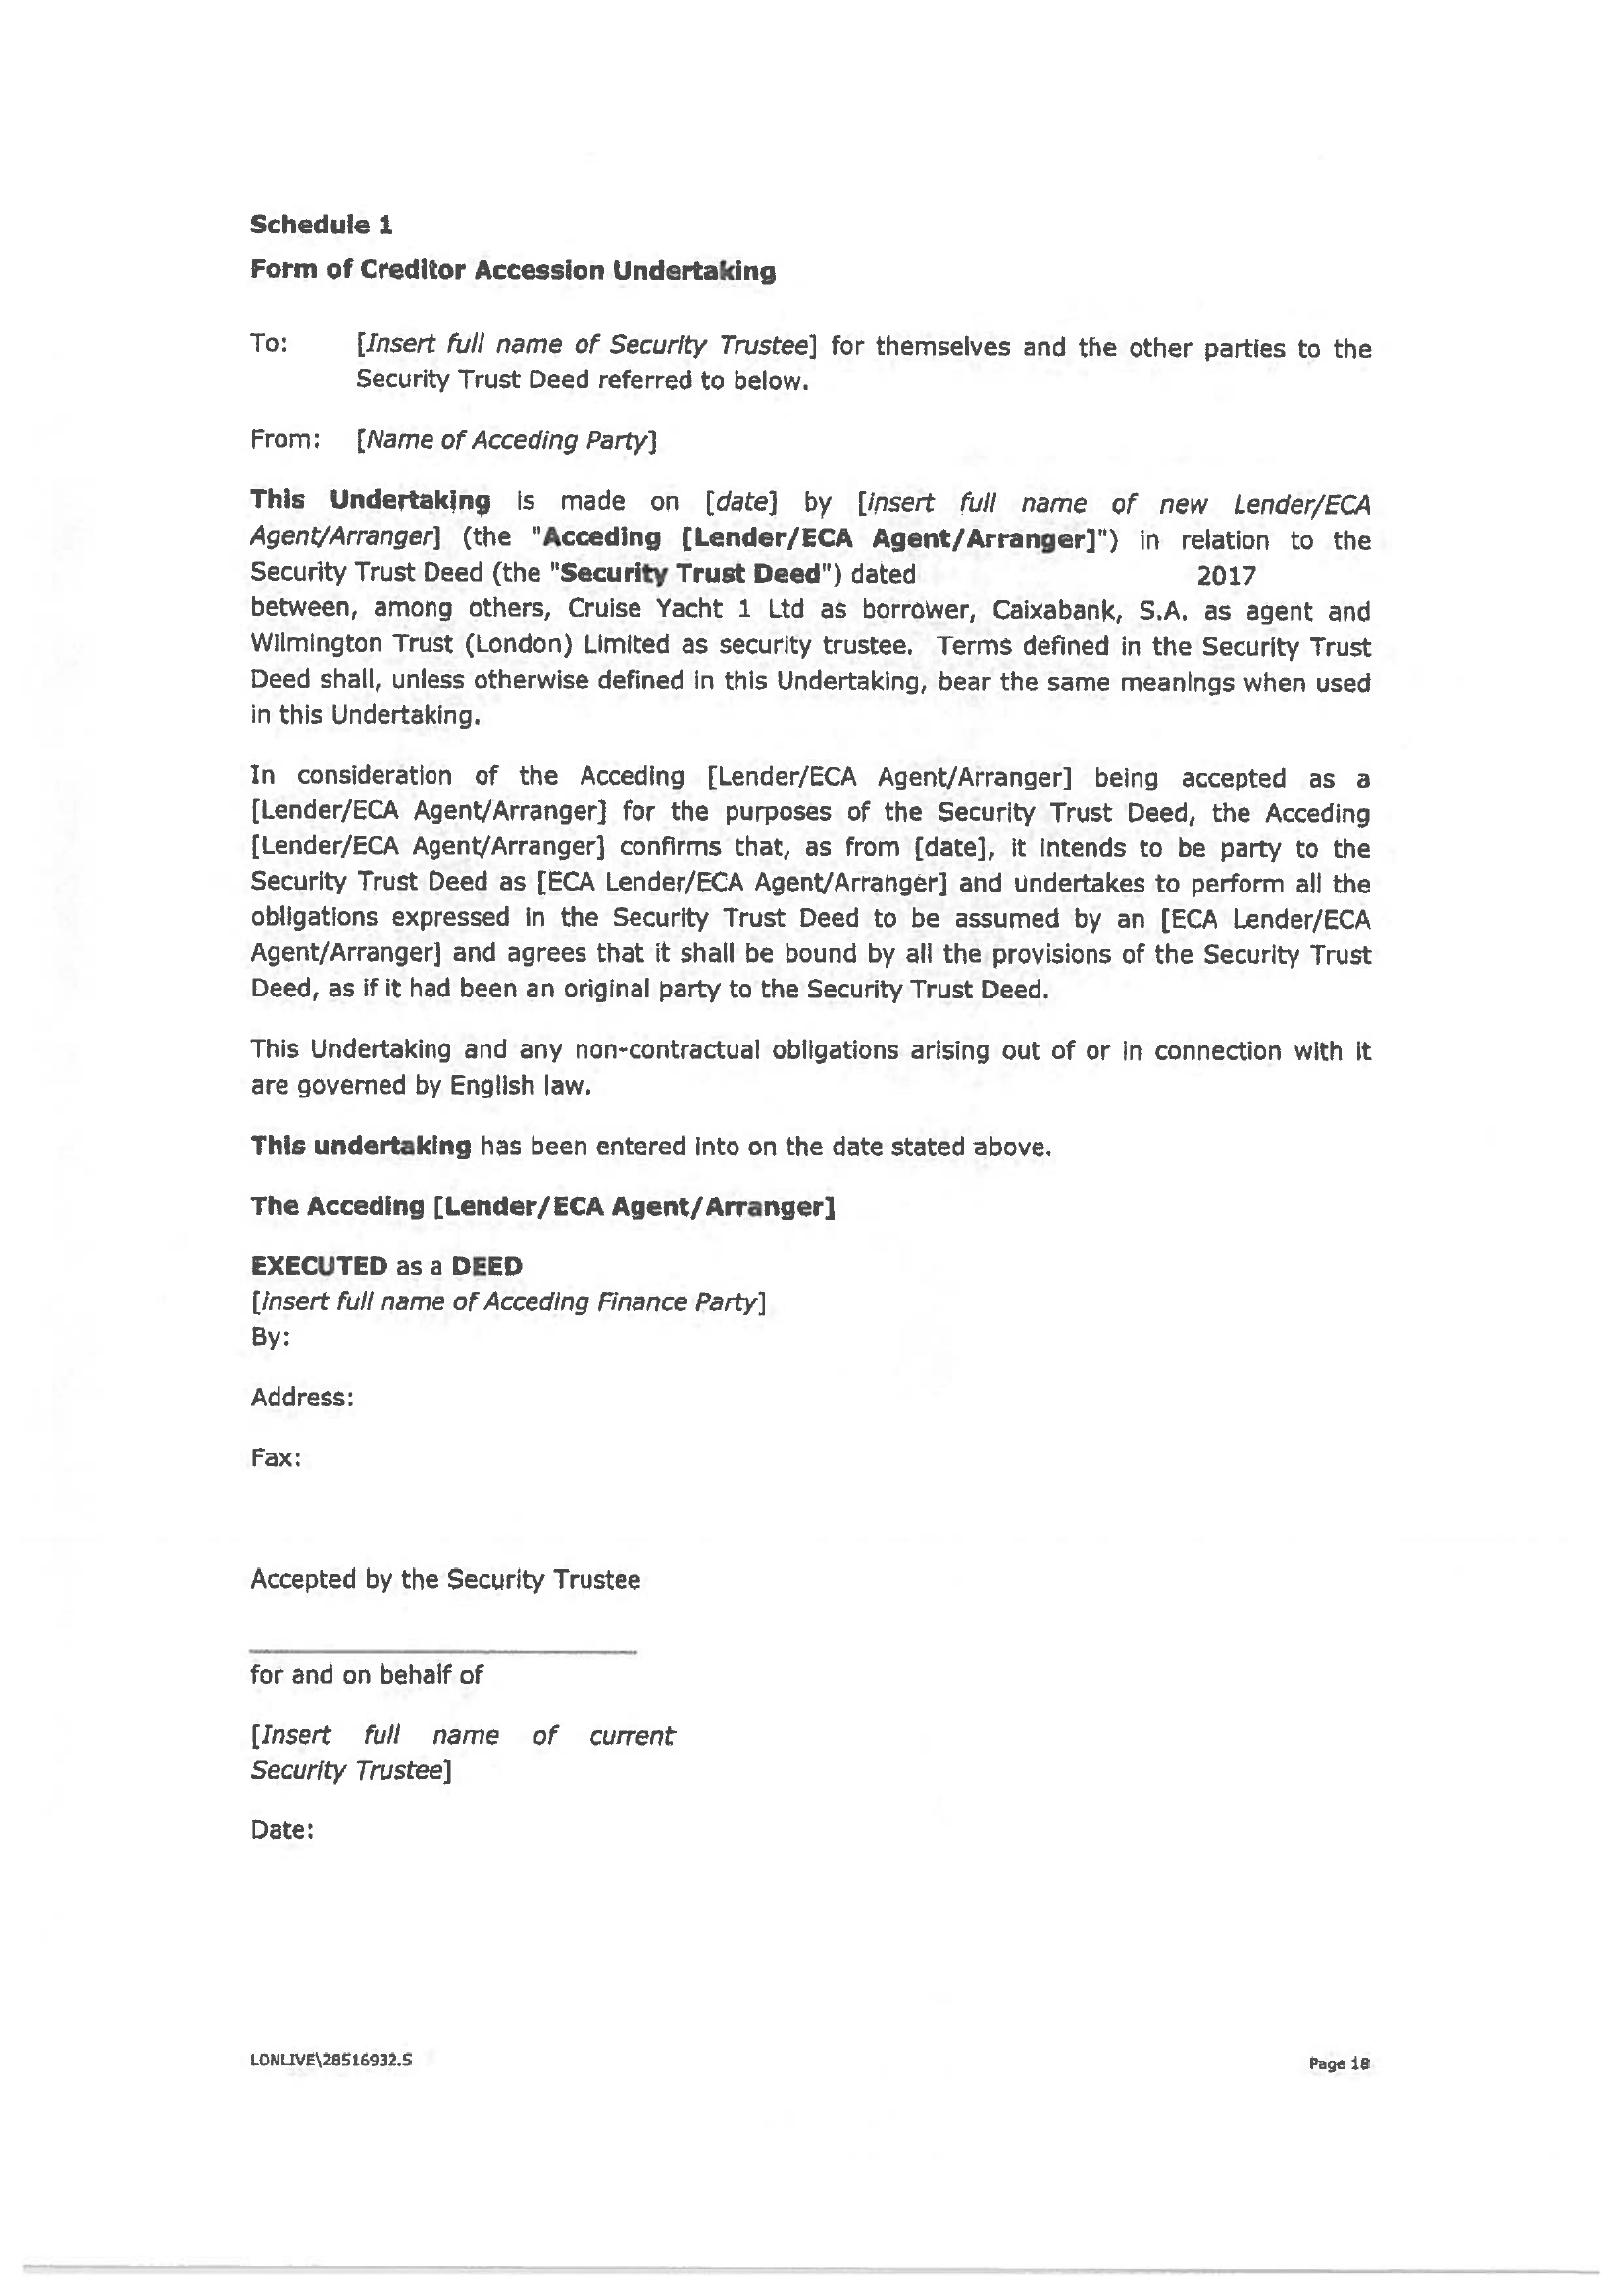 Schedule 1
Form of Creditor Accession Undertaking
To: [Insert full name of Security Trustee] for themselves and the other parties to the
Security Trust Deed referred to below.
From: [Name of Acceding Party]
This Undertaking is made on [date] by [insert full name of new Lender/ECA
Agent/Arranger] (the "Acceding [Lender/ECA Agent/Arranger]") in relation to the
Security Trust Deed (the "Security Trust Deed") dated 2017
between, among others, Cruise Yacht 1 Ltd as borrower, Caixabank, S.A. as agent and
Wilmington Trust (London) Limited as security trustee. Terms defined in the Security Trust
Deed shall, unless otherwise defined in this Undertaking, bear the same meanings when used
in this Undertaking.
In consideration of the Acceding [Lender/ECA Agent/Arranger] being accepted as a
[Lender/ECA Agent/Arranger] for the purposes of the Security Trust Deed, the Acceding
[Lender/ECA Agent/Arranger] confirms that, as from [date], it intends to be party to the
Security Trust Deed as [ECA Lender/ECA Agent/Arranger] and undertakes to perform all the
obligations expressed in the Security Trust Deed to be assumed by an [ECA Lender/ECA
Agent/Arranger] and agrees that it shall be bound by all the provisions of the Security Trust
Deed, as if it had been an original party to the Security Trust Deed.
This Undertaking and any non-contractual obligations arising out of or in connection with it
are governed by English law.
This undertaking has been entered into on the date stated above.
The Acceding [Lender/ECA Agent/Arranger]
EXECUTED as a DEED
[insert full name of Acceding Finance Party]
By:
Address:
Fax:
Accepted by the Security Trustee
for and on behalf of
[Insert full name of current
Security Trustee]
Date:
LONLIVE\28516932.5
Page 18